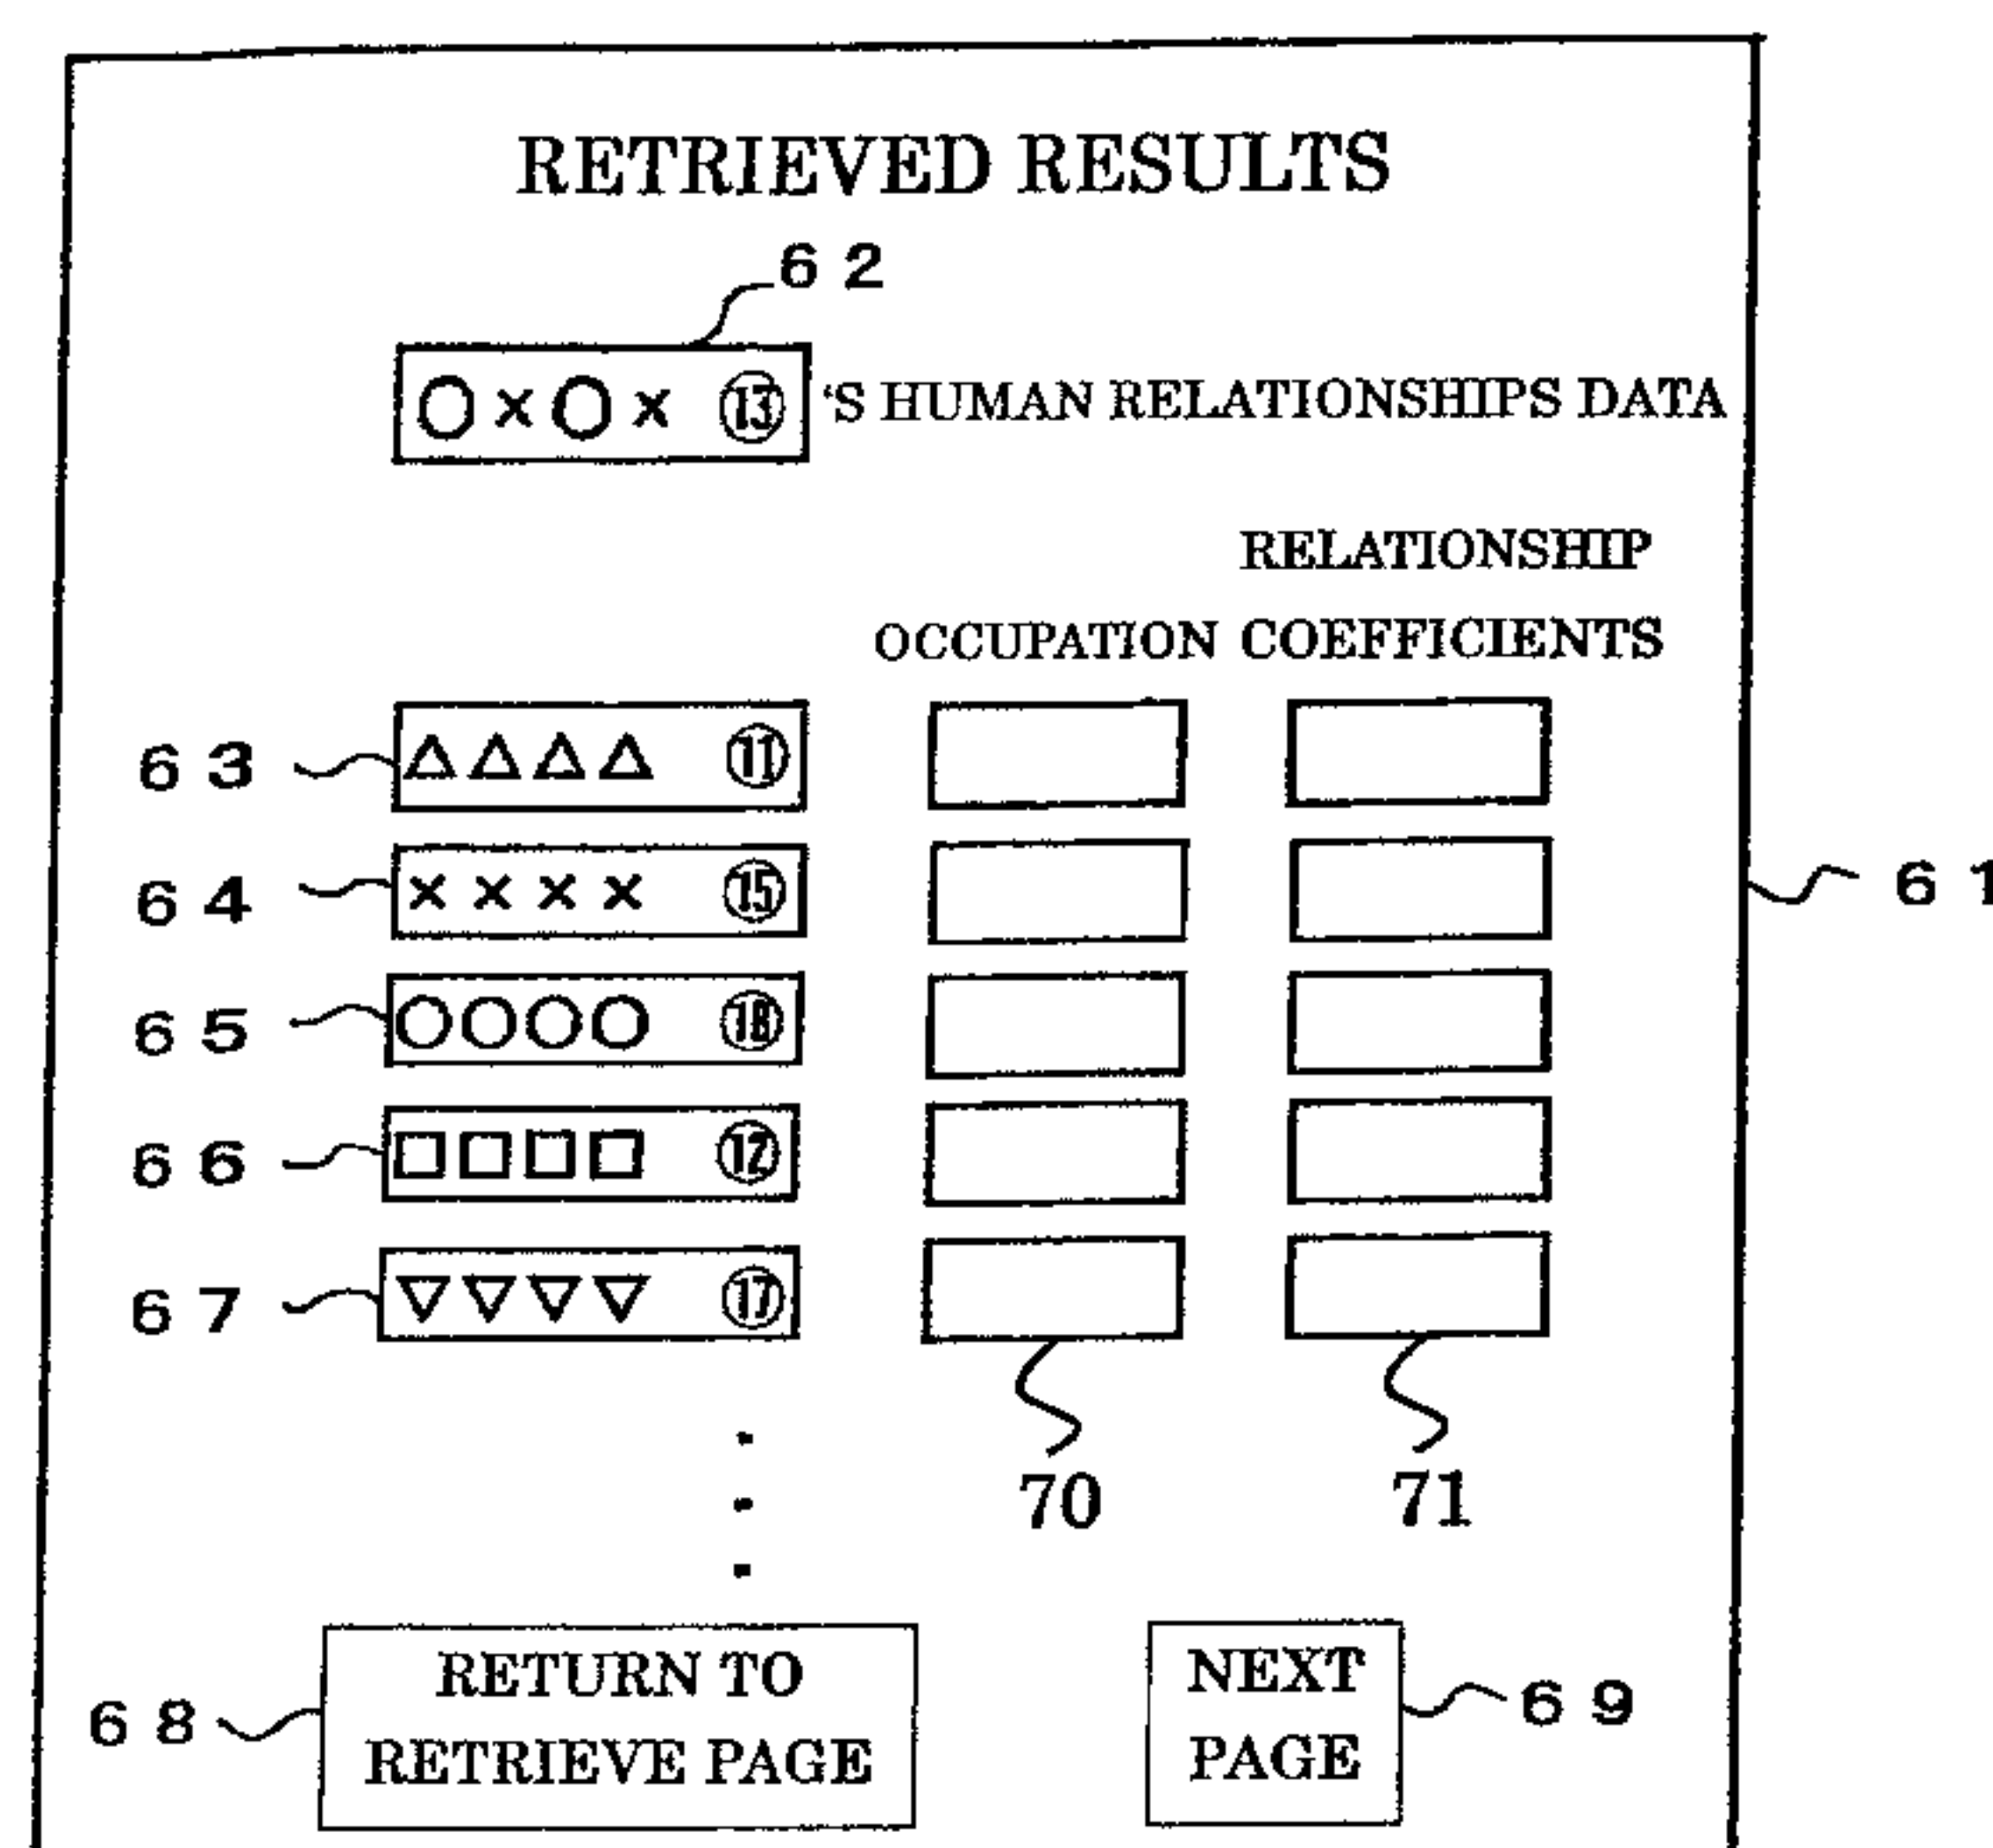 RETRIEVED RESULTS
62
○×○× ⑬ 'S HUMAN RELATIONSHIPS DATA
RELATIONSHIP
OCCUPATION COEFFICIENTS
63 △△△△ ⑪
64 ×××× ⑮
61
65 ○○○○
66 □□□□ ⑫
67 ▽▽▽▽ ⑰
70 71
68 RETURN TO
RETRIEVE PAGE
NEXT
PAGE
69